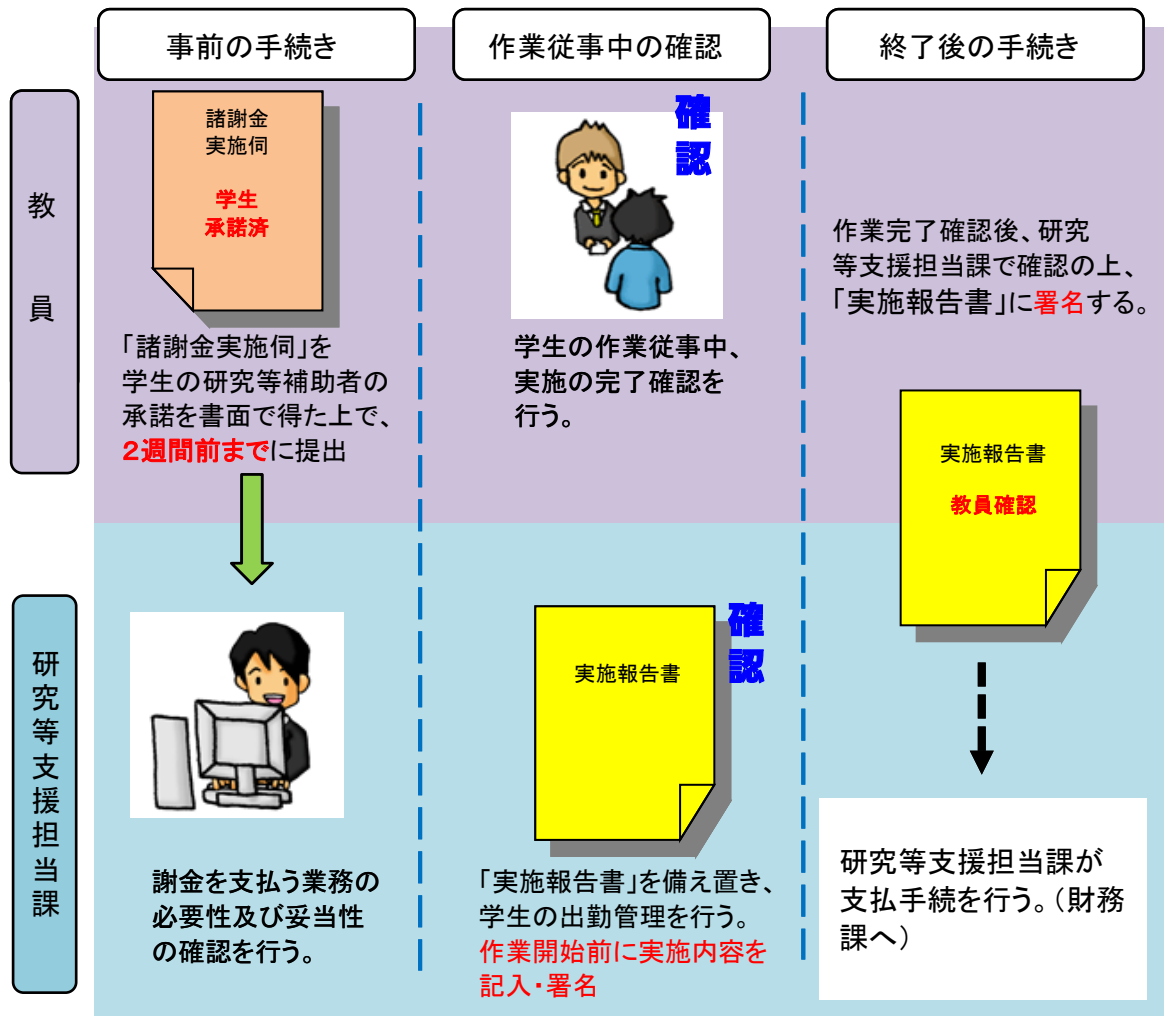 事前の手続き
作業従事中の確認
終了後の手続き
教員
諸謝金
実施伺
学生
承諾済
「諸謝金実施伺」を
学生の研究等補助者の
承諾を書面で得た上で、
2週間前までに提出
確認
学生の作業従事中、
実施の完了確認を
行う。
作業完了確認後、研究
等支援担当課で確認の上、
「実施報告書」に署名する。
実施報告書
教員確認
研究等支援担当課
謝金を支払う業務の
必要性及び妥当性
の確認を行う。
実施報告書
確認
「実施報告書」を備え置き、
学生の出勤管理を行う。
作業開始前に実施内容を
記入・署名
研究等支援担当課が
支払手続を行う。(財務
課へ)